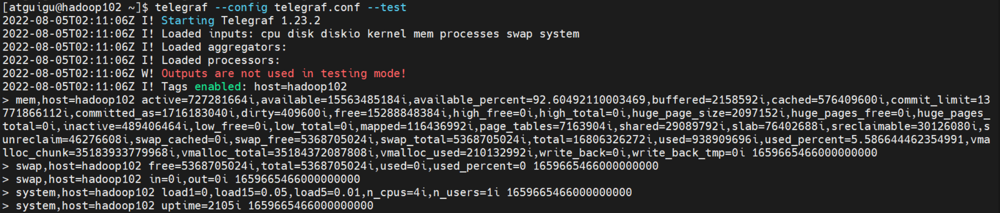 [atguigu@hadoop102 ~]$ telegraf --config telegraf.conf --test
2022-08-05T02:11:06Z I! Starting Telegraf 1.23.2
2022-08-05T02:11:06Z I! Loaded inputs: cpu disk diskio kernel mem processes swap system
2022-08-05T02:11:06Z I! Loaded aggregators:
2022-08-05T02:11:06Z I! Loaded processors:
2022-08-05T02:11:06Z W! Outputs are not used in testing mode!
2022-08-05T02:11:06Z I! Tags enabled: host=hadoop102
> mem,host=hadoop102 active=727281664i,available=15563485184i,available_percent=92.60492110003469,buffered=2158592i,cached=576409600i,commit_limit=13
771866112i,committed_as=1716183040i,dirty=409600i,free=15288848384i,high_free=0i,high_total=0i,huge_page_size=2097152i,huge_pages_free=0i,huge_pages_
total=0i,inactive=489406464i,low_free=0i,low_total=0i,mapped=116436992i,page_tables=7163904i,shared=29089792i,slab=76402688i,sreclaimable=30126080i,s
unreclaim=46276608i,swap_cached=0i,swap_free=5368705024i,swap_total=5368705024i,total=16806326272i,used=938909696i,used_percent=5.586644462354991,vma
lloc_chunk=35183933779968i,vmalloc_total=35184372087808i,vmalloc_used=210132992i,write_back=0i,write_back_tmp=0i 1659665466000000000
> swap,host=hadoop102 free=5368705024i,total=5368705024i,used=0i,used_percent=0 1659665466000000000
> swap,host=hadoop102 in=0i,out=0i 1659665466000000000
> system,host=hadoop102 load1=0,load15=0.05,load5=0.01,n_cpus=4i,n_users=1i 1659665466000000000
> system,host=hadoop102 uptime=2105i 1659665466000000000